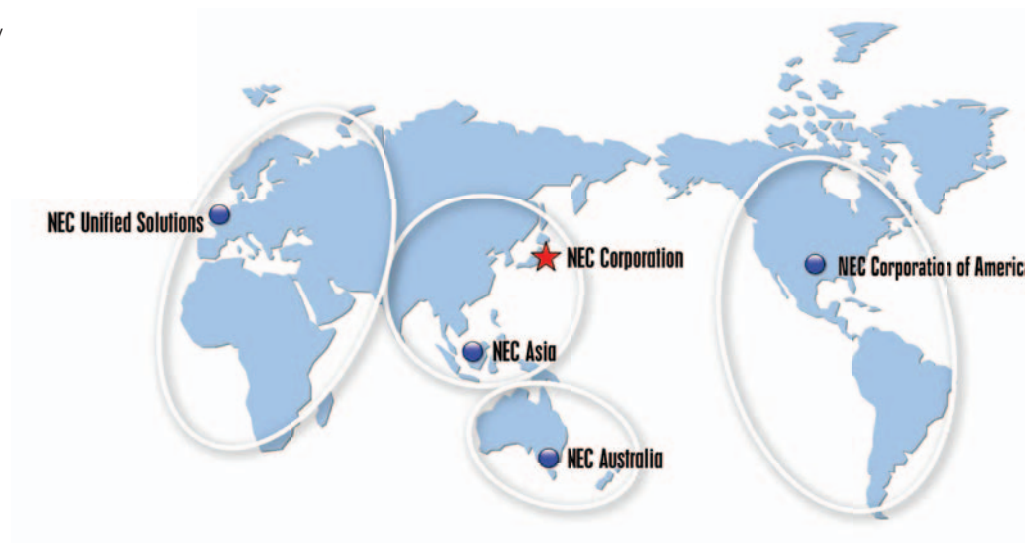 NEC Unified Solutions
NEC Corporation
NEC Corporation of Americ
NEC Asia
NEC Australia